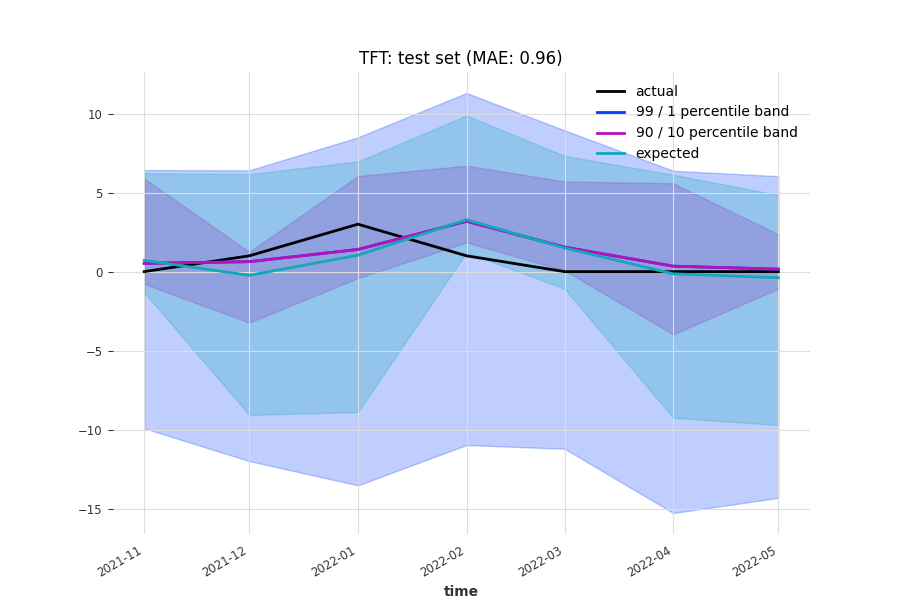 TFT: test set (MAE: 0.96)
actual
99 / 1 percentile band
90 / 10 percentile band
expected
10
5
0
−5
−10
−15
2021-11
2021-12
2022-01
2022-02
2022-03
2022-04
2022-05
time